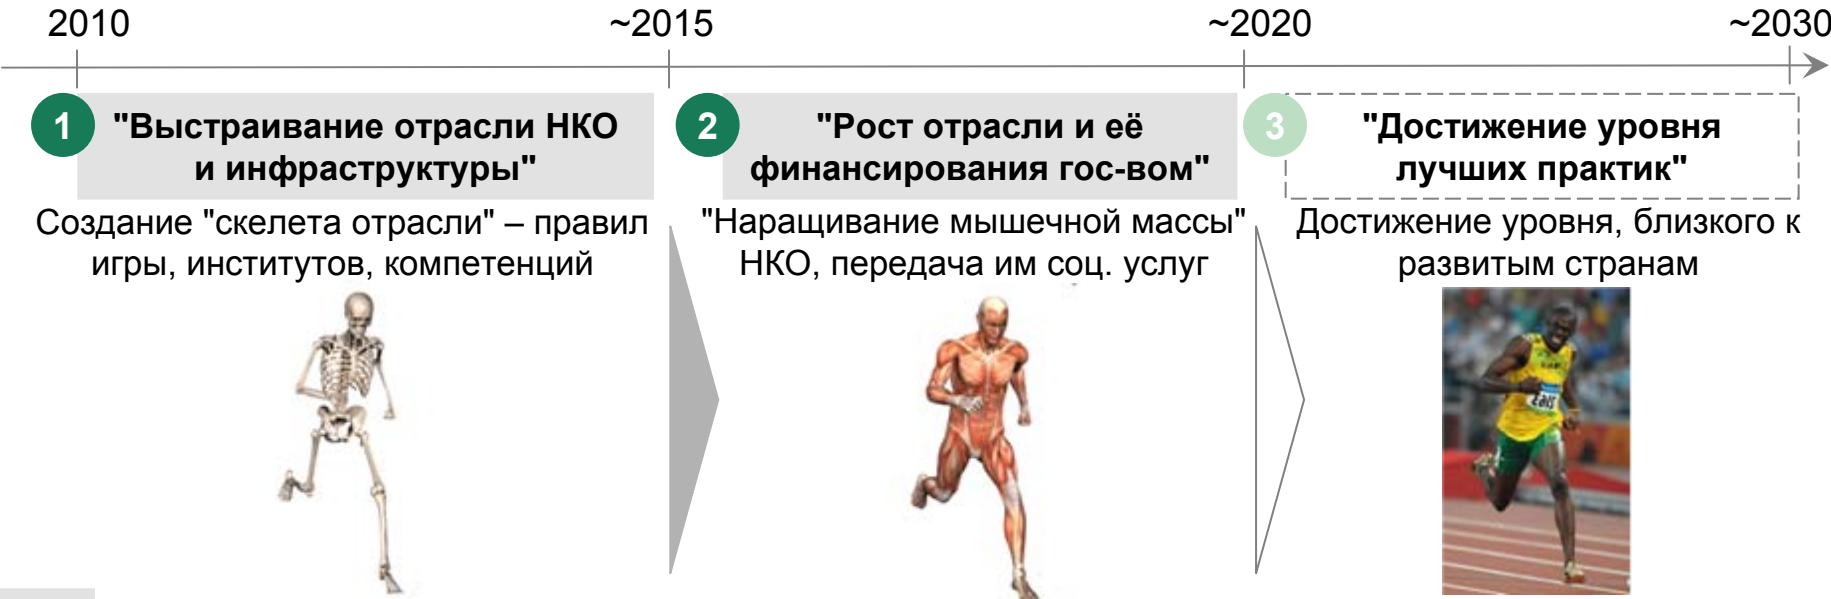 2010
~2015
~2020
~2030
1
"Выстраивание отрасли НКО
и инфраструктуры"
Создание "скелета отрасли" – правил
игры, институтов, компетенций
2
"Рост отрасли и её
финансирования гос-вом"
"Наращивание мышечной массы"
НКО, передача им соц. услуг
3
"Достижение уровня
лучших практик"
Достижение уровня, близкого к
развитым странам